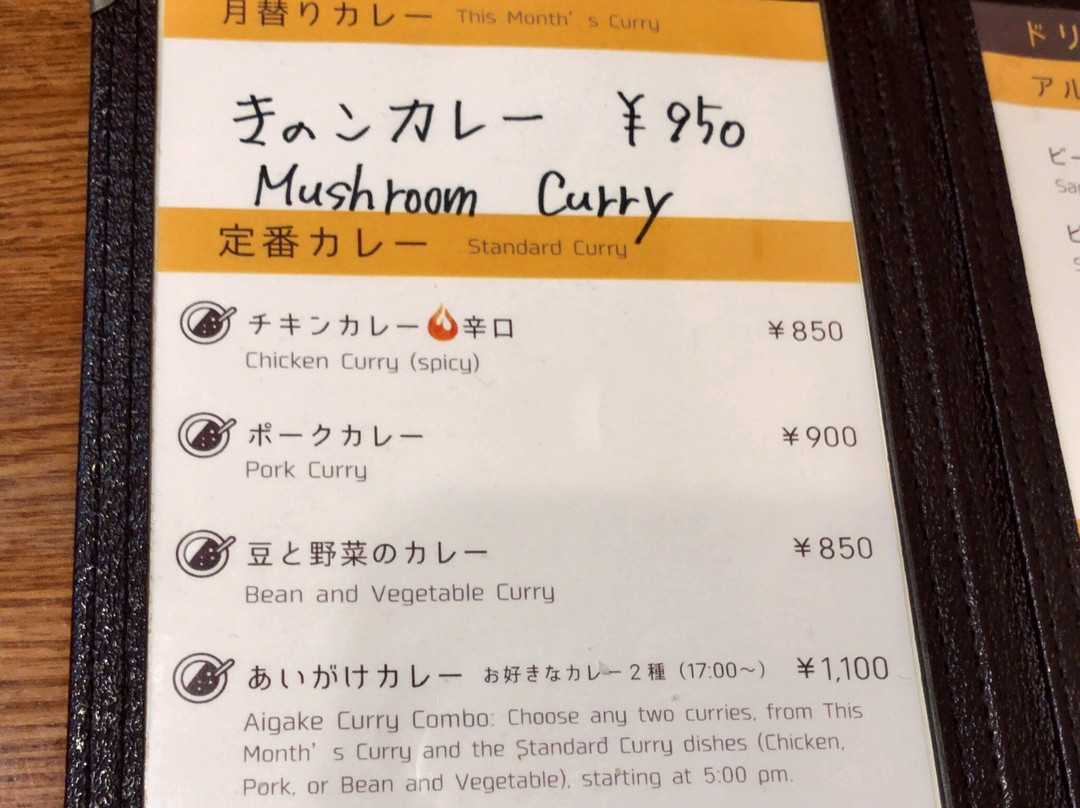 月替りカレー This Month's Curry
きのこカレー ¥950
Mushroom Curry
定番カレー Standard Curry
チキンカレー 辛口 ¥850
Chicken Curry (spicy)
ポークカレー ¥900
Pork Curry
豆と野菜のカレー ¥850
Bean and Vegetable Curry
あいがけカレー お好きなカレー2種（17:00〜） ¥1,100
Aigake Curry Combo: Choose any two curries, from This
Month's Curry and the Standard Curry dishes (Chicken,
Pork, or Bean and Vegetable), starting at 5:00 pm.